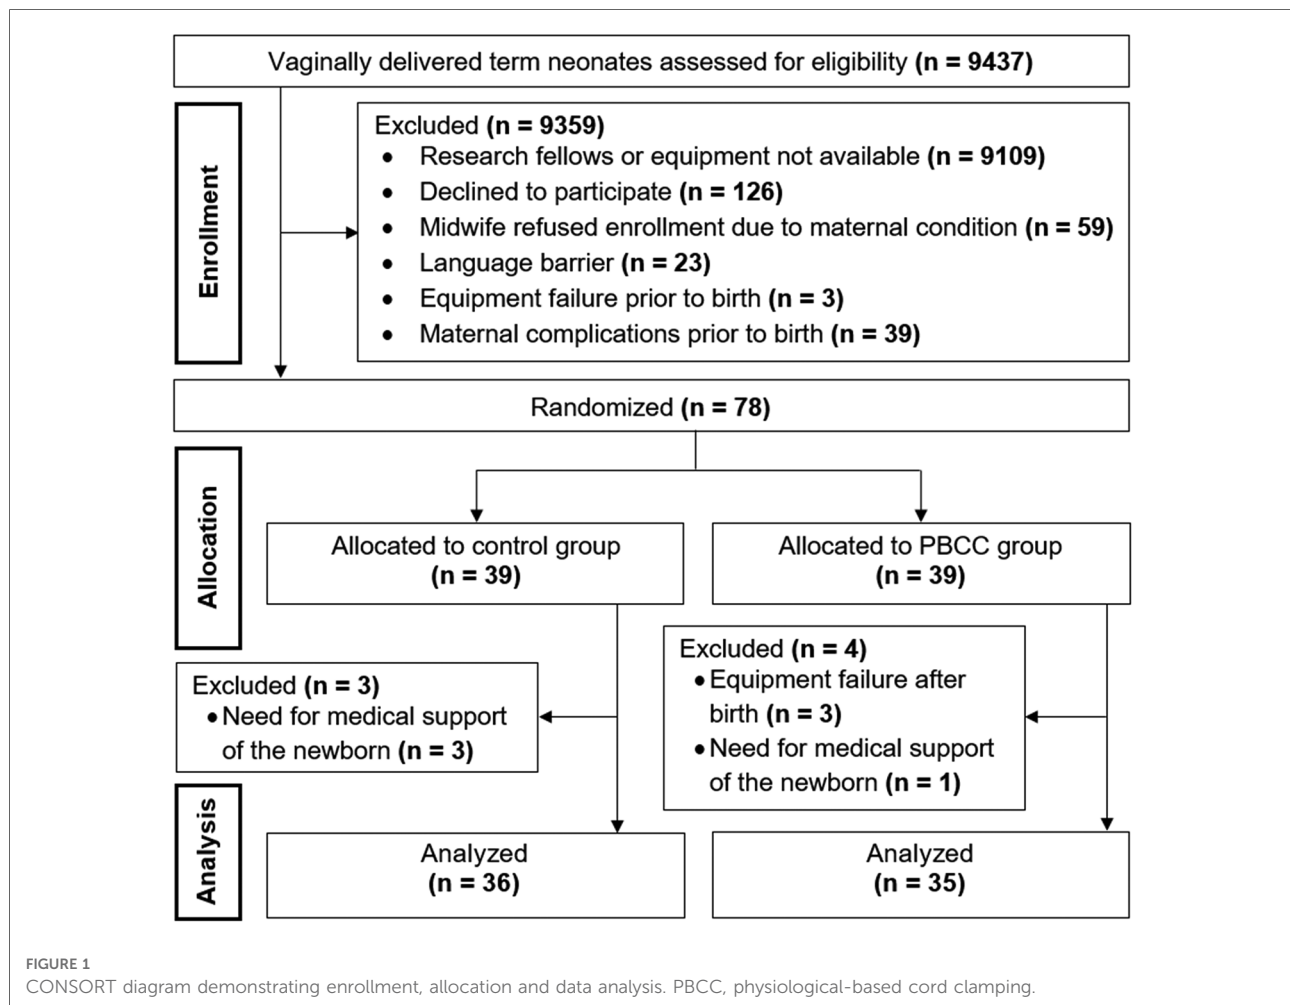 Vaginally delivered term neonates assessed for eligibility (n = 9437)
Enrollment
Excluded (n = 9359)
• Research fellows or equipment not available (n = 9109)
• Declined to participate (n = 126)
• Midwife refused enrollment due to maternal condition (n = 59)
• Language barrier (n = 23)
• Equipment failure prior to birth (n = 3)
• Maternal complications prior to birth (n = 39)
Randomized (n = 78)
Allocation
Allocated to control group
(n = 39)
Allocated to PBCC group
(n = 39)
Excluded (n = 3)
• Need for medical support
of the newborn (n = 3)
Excluded (n = 4)
• Equipment failure after
birth (n = 3)
• Need for medical support
of the newborn (n = 1)
Analysis
Analyzed
(n = 36)
Analyzed
(n = 35)
FIGURE 1
CONSORT diagram demonstrating enrollment, allocation and data analysis. PBCC, physiological-based cord clamping.